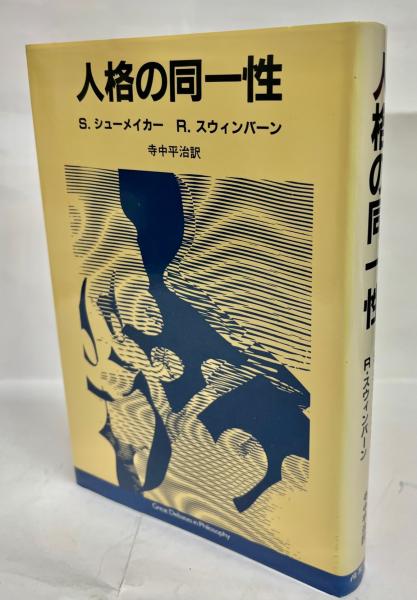 人格の同一性
S. シューメイカー R. スウィンバーン
寺中平治訳
Great Debates in Philosophy
人格の同一性
R・スウィンバーン